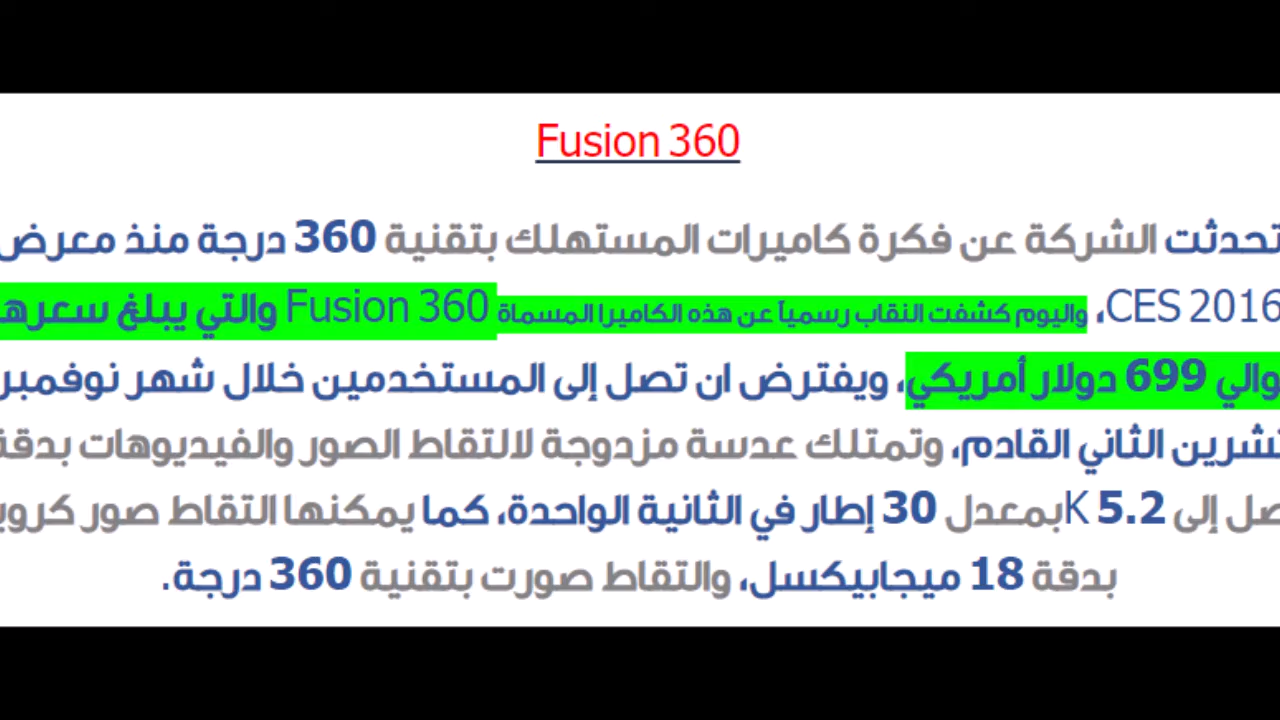 Fusion 360
تحدثت الشركة عن فكرة كاميرات المستهلك بتقنية 360 درجة منذ معرض
CES 2016، واليوم كشفت النقاب رسمياً عن هذه الكاميرا المسماة Fusion 360 والتي يبلغ سعرها
والي 699 دولار أمريكي، ويفترض ان تصل إلى المستخدمين خلال شهر نوفمبر
تشرين الثاني القادم، وتمتلك عدسة مزدوجة لالتقاط الصور والفيديوهات بدقة
صل إلى 5.2 Kبمعدل 30 إطار في الثانية الواحدة، كما يمكنها التقاط صور كروي
بدقة 18 ميجابيكسل، والتقاط صورت بتقنية 360 درجة.